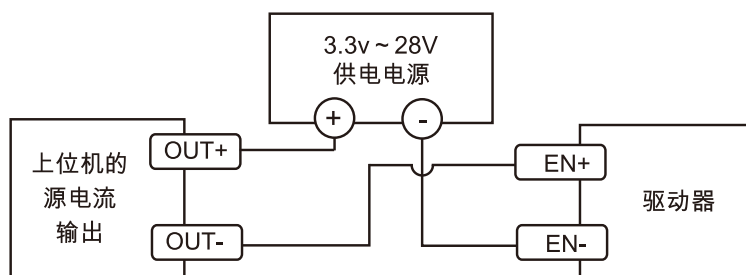 3.3v ~ 28V
供电电源
+
-
上位机的
源电流
输出
OUT+
OUT-
EN+
EN-
驱动器